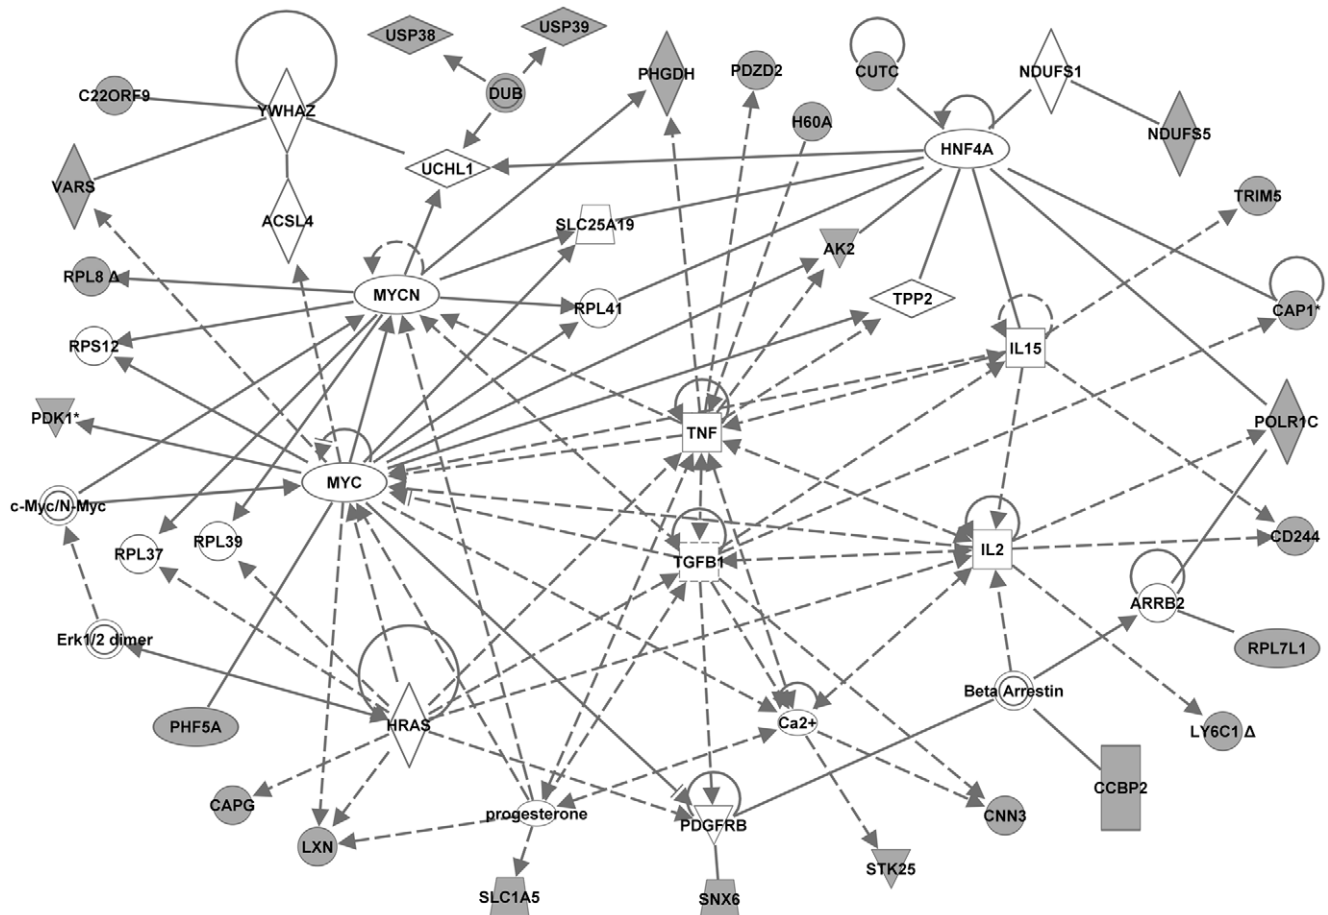 USP38
USP39
C22ORF9
YWHAZ
DUB
PHGDH
PDZD2
CUTC
NDUFS1
H60A
NDUFS5
HNF4A
VARS
UCHL1
TRIM5
ACSL4
SLC25A19
AK2
RPL8 Δ
MYCN
RPL41
TPP2
CAP1*
RPS12
IL15
PDK1*
TNF
POLR1C
MYC
c-Myc/N-Myc
RPL37
RPL39
TGFB1
IL2
CD244
ARRB2
Erk1/2 dimer
RPL7L1
PHF5A
HRAS
Ca2+
Beta Arrestin
LY6C1 Δ
CAPG
progesterone
PDGFRB
CNN3
CCBP2
LXN
STK25
SLC1A5
SNX6